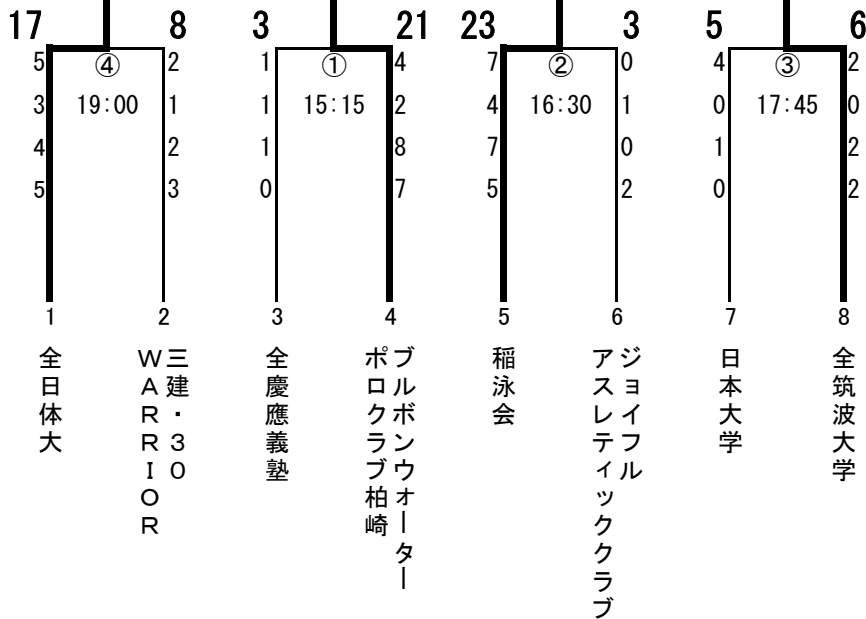 17 8 3 21 23 3 5 6
5 ④ 2 1 ① 4 7 ② 0 4 ③ 2
3 19:00 1 1 15:15 2 4 16:30 1 0 17:45 0
4 2 1 8 7 0 1 2
5 3 0 7 5 2 0 2
1 2 3 4 5 6 7 8
全日体大
三建・３０
ＷＡＲＲＩＯＲ
全慶應義塾
ブルボンウォーター
ポロクラブ柏崎
稲泳会
ジョイフル
アスレティッククラブ
日本大学
全筑波大学